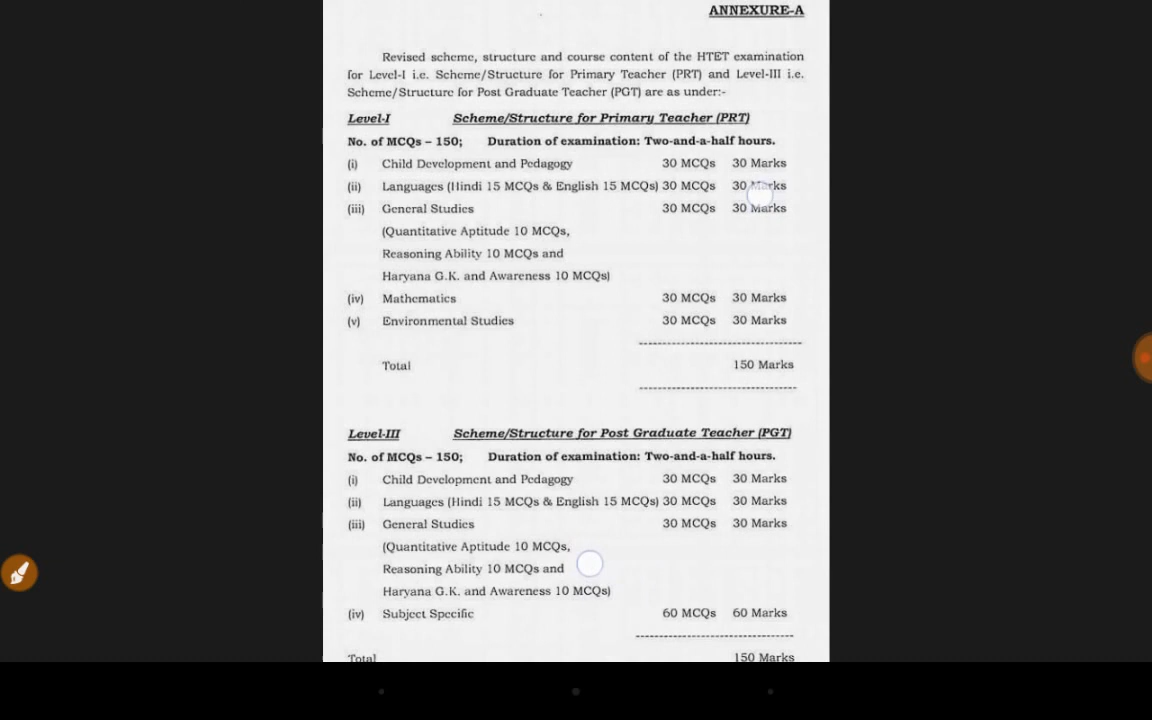 ANNEXURE-A
Revised scheme, structure and course content of the HTET examination
for Level-I i.e. Scheme/Structure for Primary Teacher (PRT) and Level-III i.e.
Scheme/Structure for Post Graduate Teacher (PGT) are as under:-
Level-I Scheme/Structure for Primary Teacher (PRT)
No. of MCQs – 150; Duration of examination: Two-and-a-half hours.
(i) Child Development and Pedagogy 30 MCQs 30 Marks
(ii) Languages (Hindi 15 MCQs & English 15 MCQs) 30 MCQs 30 Marks
(iii) General Studies 30 MCQs 30 Marks
(Quantitative Aptitude 10 MCQs,
Reasoning Ability 10 MCQs and
Haryana G.K. and Awareness 10 MCQs)
(iv) Mathematics 30 MCQs 30 Marks
(v) Environmental Studies 30 MCQs 30 Marks
Total 150 Marks
Level-III Scheme/Structure for Post Graduate Teacher (PGT)
No. of MCQs – 150; Duration of examination: Two-and-a-half hours.
(i) Child Development and Pedagogy 30 MCQs 30 Marks
(ii) Languages (Hindi 15 MCQs & English 15 MCQs) 30 MCQs 30 Marks
(iii) General Studies 30 MCQs 30 Marks
(Quantitative Aptitude 10 MCQs,
Reasoning Ability 10 MCQs and
Haryana G.K. and Awareness 10 MCQs)
(iv) Subject Specific 60 MCQs 60 Marks
Total 150 Marks